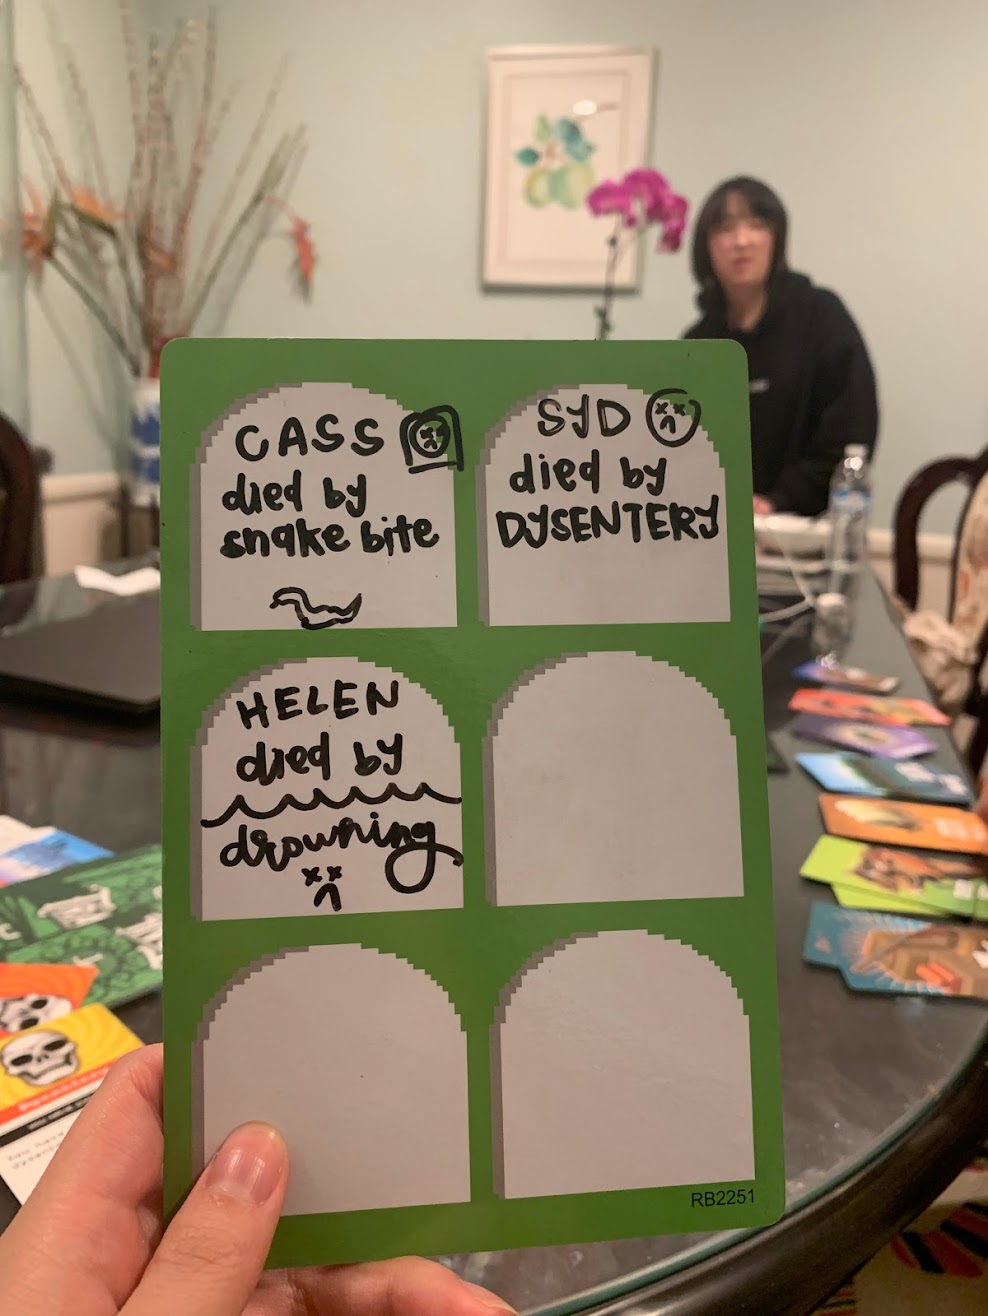 CASS
died by
snake bite
SYD
died by
DYSENTERY
HELEN
died by
drowning
RB2251